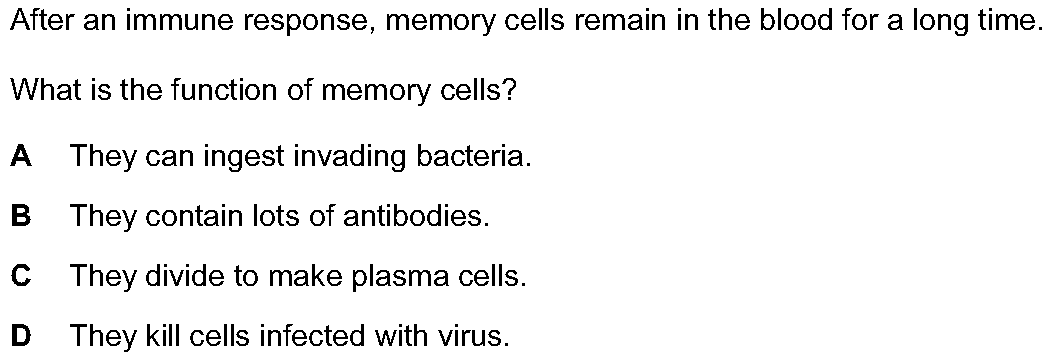 After an immune response, memory cells remain in the blood for a long time.
What is the function of memory cells?
A They can ingest invading bacteria.
B They contain lots of antibodies.
C They divide to make plasma cells.
D They kill cells infected with virus.